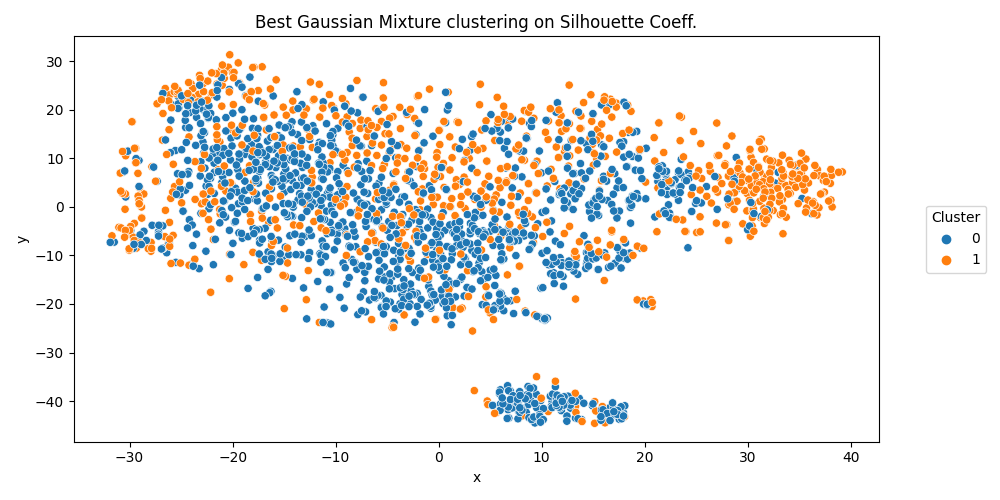 Best Gaussian Mixture clustering on Silhouette Coeff.
30
20
10
0
−10
−20
−30
−40
y
−30 −20 −10 0 10 20 30 40
x
Cluster
0
1